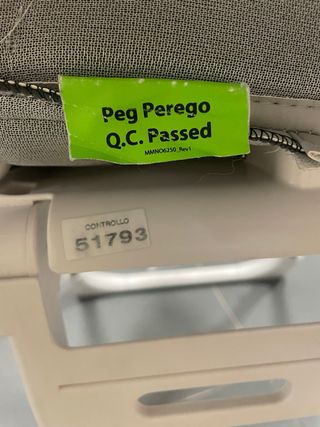 Peg Perego
Q.C. Passed
MMNO6250_Rev1
CONTROLLO
51793